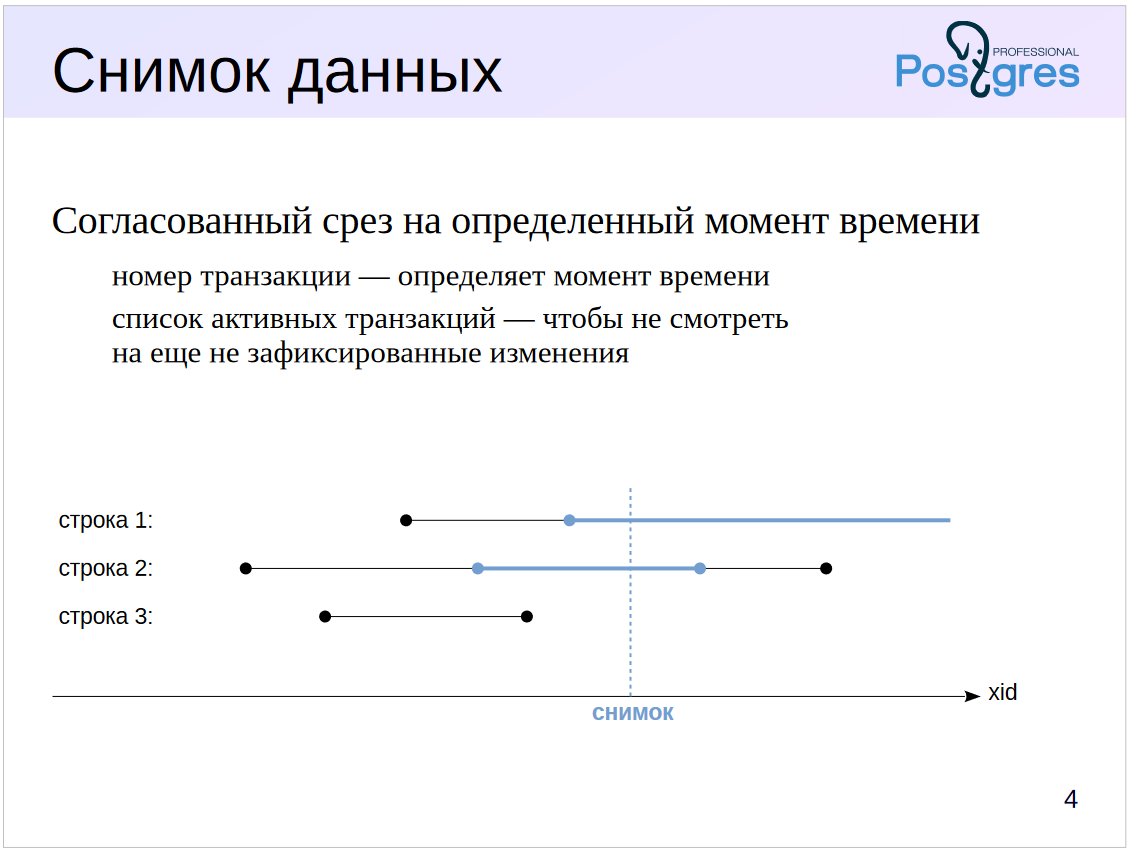 Снимок данных
PROFESSIONAL
Postgres
Согласованный срез на определенный момент времени
номер транзакции — определяет момент времени
список активных транзакций — чтобы не смотреть
на еще не зафиксированные изменения
строка 1:
строка 2:
строка 3:
xid
снимок
4